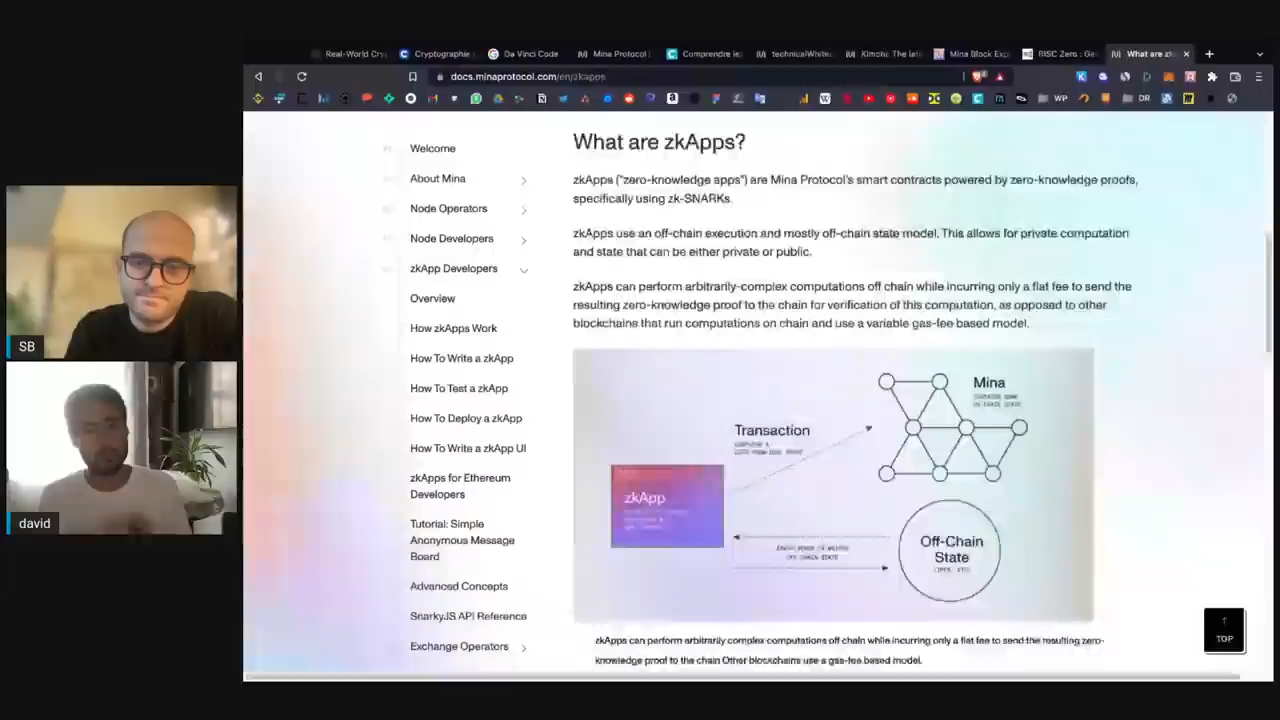 Real-World Cry
Cryptographie
Da Vinci Code
Mina Protocol
Comprendre le
technicalWhite
Kimchi: The late
Mina Block Exp
RISC Zero : Ge
What are zk
docs.minaprotocol.com/en/zkapps
WP
DR
Welcome
About Mina
Node Operators
Node Developers
zkApp Developers
Overview
How zkApps Work
How To Write a zkApp
How To Test a zkApp
How To Deploy a zkApp
How To Write a zkApp UI
zkApps for Ethereum
Developers
Tutorial: Simple
Anonymous Message
Board
Advanced Concepts
SnarkyJS API Reference
Exchange Operators
What are zkApps?
zkApps ("zero-knowledge apps") are Mina Protocol's smart contracts powered by zero-knowledge proofs,
specifically using zk-SNARKs.
zkApps use an off-chain execution and mostly off-chain state model. This allows for private computation
and state that can be either private or public.
zkApps can perform arbitrarily-complex computations off chain while incurring only a flat fee to send the
resulting zero-knowledge proof to the chain for verification of this computation, as opposed to other
blockchains that run computations on chain and use a variable gas-fee based model.
Mina
Transaction
zkApp
Off-Chain
State
zkApps can perform arbitrarily complex computations off chain while incurring only a flat fee to send the resulting zero-
knowledge proof to the chain Other blockchains use a gas-fee based model.
TOP
SB
david